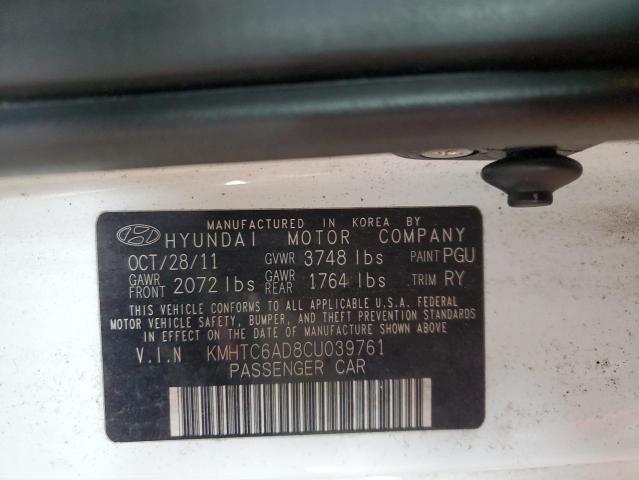 MANUFACTURED IN KOREA BY
HYUNDAI MOTOR COMPANY
OCT/28/11 GVWR 3748 lbs PAINT PGU
GAWR FRONT 2072 lbs GAWR REAR 1764 lbs TRIM RY
THIS VEHICLE CONFORMS TO ALL APPLICABLE U.S.A. FEDERAL
MOTOR VEHICLE SAFETY, BUMPER, AND THEFT PREVENTION STANDARDS
IN EFFECT ON THE DATE OF MANUFACTURE SHOWN ABOVE.
V.I.N KMHTC6AD8CU039761
PASSENGER CAR